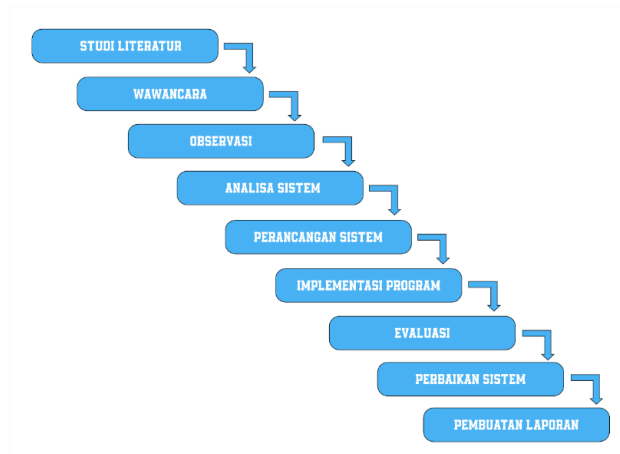 STUDI LITERATUR
WAWANCARA
OBSERVASI
ANALISA SISTEM
PERANCANGAN SISTEM
IMPLEMENTASI PROGRAM
EVALUASI
PERBAIKAN SISTEM
PEMBUATAN LAPORAN